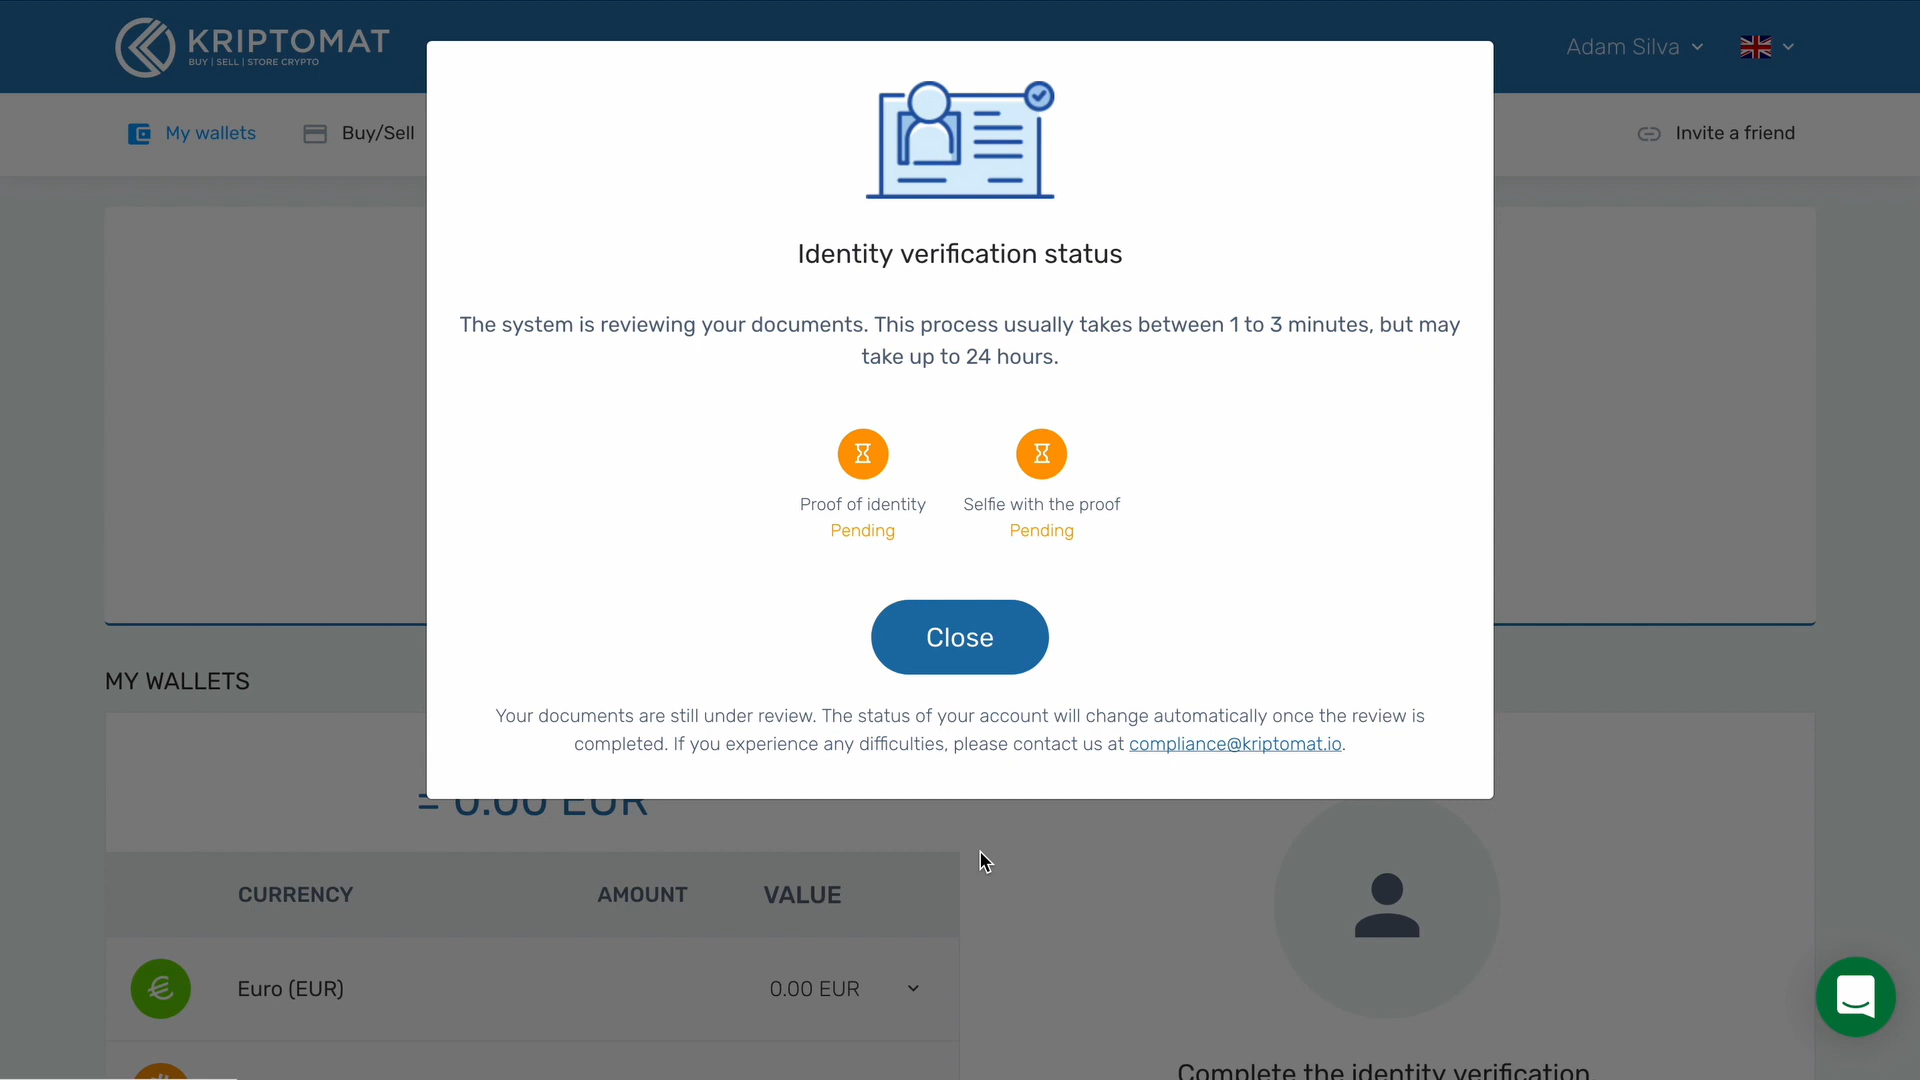 KRIPTOMAT
BUY | SELL | STORE CRYPTO
Adam Silva
My wallets
Buy/Sell
Invite a friend
Identity verification status
The system is reviewing your documents. This process usually takes between 1 to 3 minutes, but may
take up to 24 hours.
Proof of identity
Pending
Selfie with the proof
Pending
Close
Your documents are still under review. The status of your account will change automatically once the review is
completed. If you experience any difficulties, please contact us at compliance@kriptomat.io.
MY WALLETS
= 0.00 EUR
CURRENCY AMOUNT VALUE
Euro (EUR) 0.00 EUR
Complete the identity verification